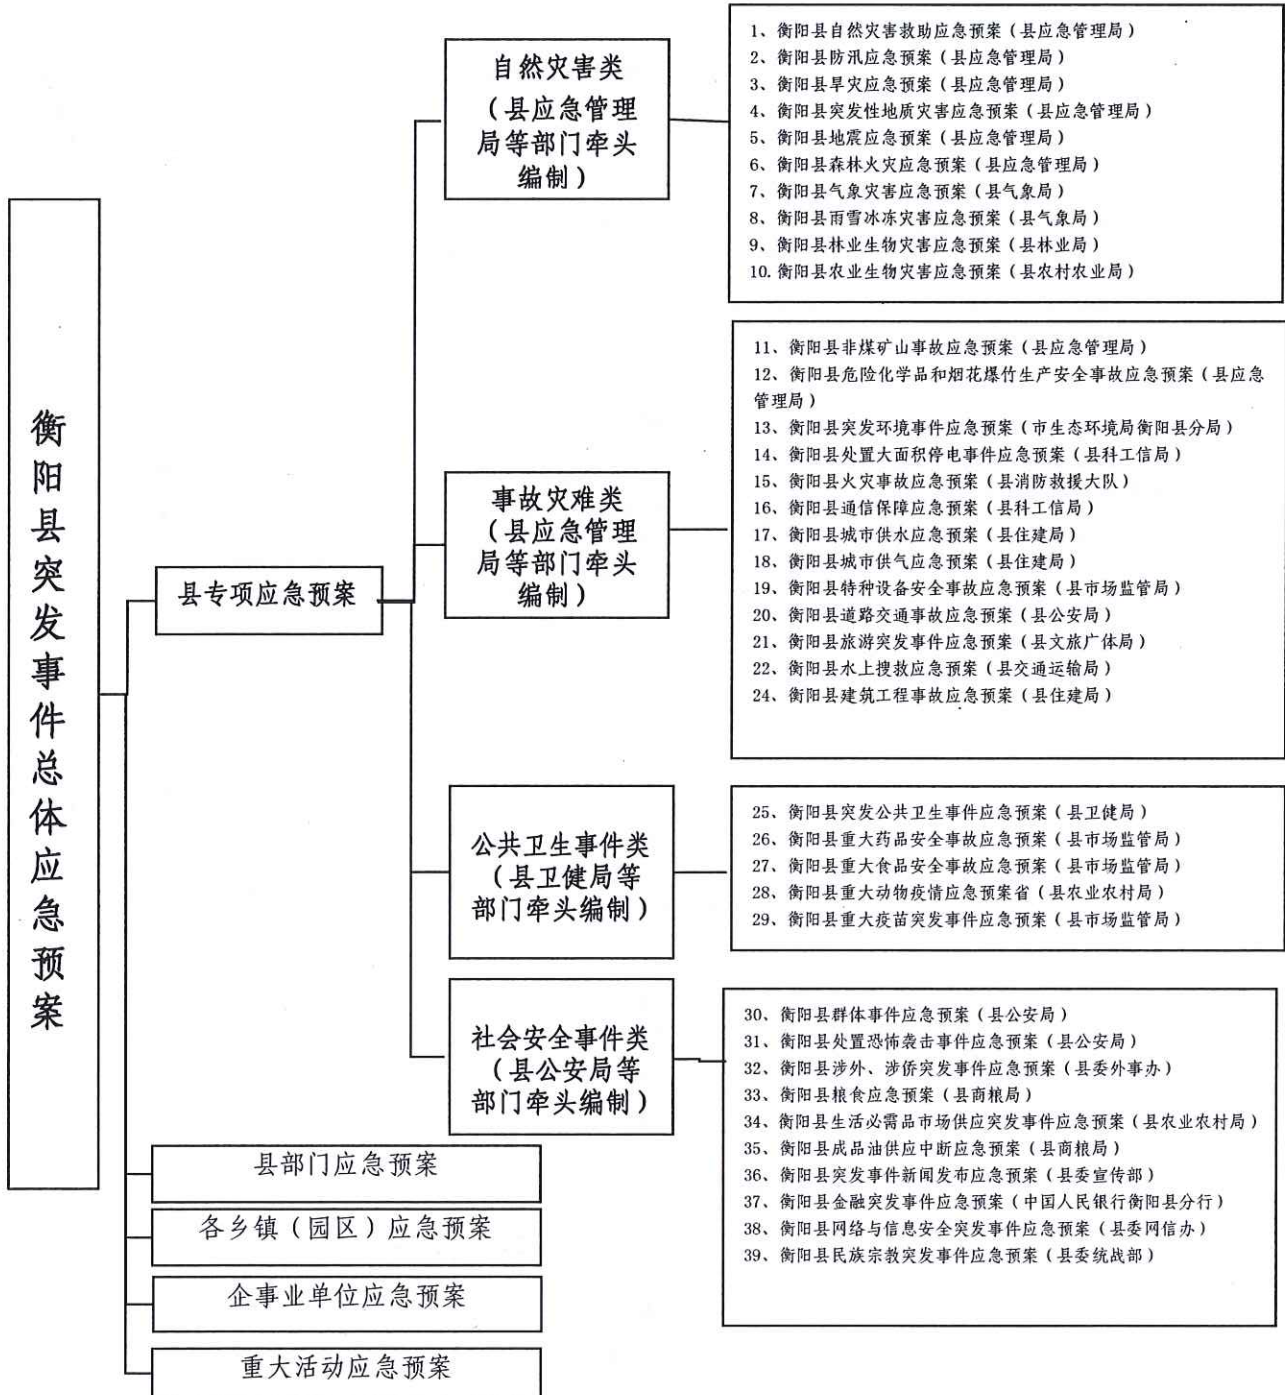 衡阳县突发事件总体应急预案
县专项应急预案
自然灾害类
（县应急管理
局等部门牵头
编制）
1、衡阳县自然灾害救助应急预案（县应急管理局）
2、衡阳县防汛应急预案（县应急管理局）
3、衡阳县旱灾应急预案（县应急管理局）
4、衡阳县突发性地质灾害应急预案（县应急管理局）
5、衡阳县地震应急预案（县应急管理局）
6、衡阳县森林火灾应急预案（县应急管理局）
7、衡阳县气象灾害应急预案（县气象局）
8、衡阳县雨雪冰冻灾害应急预案（县气象局）
9、衡阳县林业生物灾害应急预案（县林业局）
10.衡阳县农业生物灾害应急预案（县农村农业局）
事故灾难类
（县应急管理
局等部门牵头
编制）
11、衡阳县非煤矿山事故应急预案（县应急管理局）
12、衡阳县危险化学品和烟花爆竹生产安全事故应急预案（县应急
管理局）
13、衡阳县突发环境事件应急预案（市生态环境局衡阳县分局）
14、衡阳县处置大面积停电事件应急预案（县科工信局）
15、衡阳县火灾事故应急预案（县消防救援大队）
16、衡阳县通信保障应急预案（县科工信局）
17、衡阳县城市供水应急预案（县住建局）
18、衡阳县城市供气应急预案（县住建局）
19、衡阳县特种设备安全事故应急预案（县市场监管局）
20、衡阳县道路交通事故应急预案（县公安局）
21、衡阳县旅游突发事件应急预案（县文旅广体局）
22、衡阳县水上搜救应急预案（县交通运输局）
24、衡阳县建筑工程事故应急预案（县住建局）
公共卫生事件类
（县卫健局等
部门牵头编制）
25、衡阳县突发公共卫生事件应急预案（县卫健局）
26、衡阳县重大药品安全事故应急预案（县市场监管局）
27、衡阳县重大食品安全事故应急预案（县市场监管局）
28、衡阳县重大动物疫情应急预案省（县农业农村局）
29、衡阳县重大疫苗突发事件应急预案（县市场监管局）
社会安全事件类
（县公安局等
部门牵头编制）
30、衡阳县群体事件应急预案（县公安局）
31、衡阳县处置恐怖袭击事件应急预案（县公安局）
32、衡阳县涉外、涉侨突发事件应急预案（县委外事办）
33、衡阳县粮食应急预案（县商粮局）
34、衡阳县生活必需品市场供应突发事件应急预案（县农业农村局）
35、衡阳县成品油供应中断应急预案（县商粮局）
36、衡阳县突发事件新闻发布应急预案（县委宣传部）
37、衡阳县金融突发事件应急预案（中国人民银行衡阳县分行）
38、衡阳县网络与信息安全突发事件应急预案（县委网信办）
39、衡阳县民族宗教突发事件应急预案（县委统战部）
县部门应急预案
各乡镇（园区）应急预案
企事业单位应急预案
重大活动应急预案